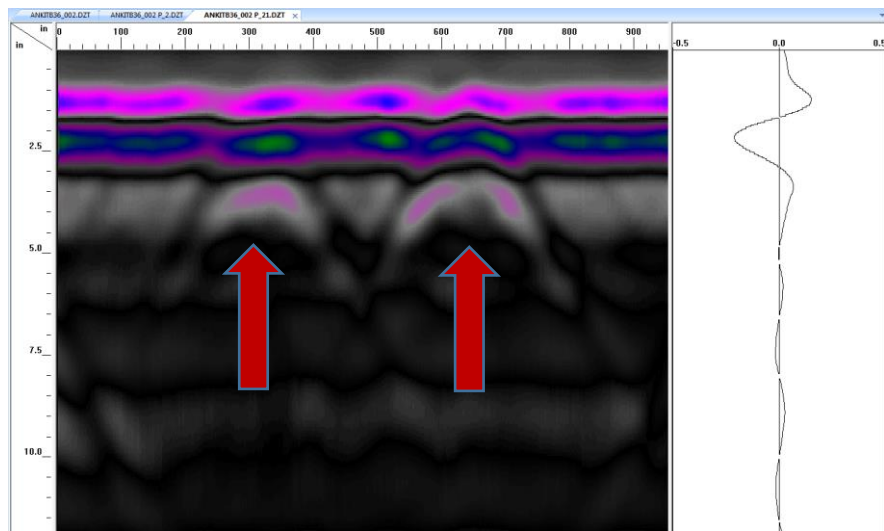 ANKITB36_002.DZT ANKITB36_002 P_2.DZT ANKITB36_002 P_21.DZT ×
in in
0 100 200 300 400 500 600 700 800 900 -0.5 0.0 0.5
2.5
5.0
7.5
10.0
in